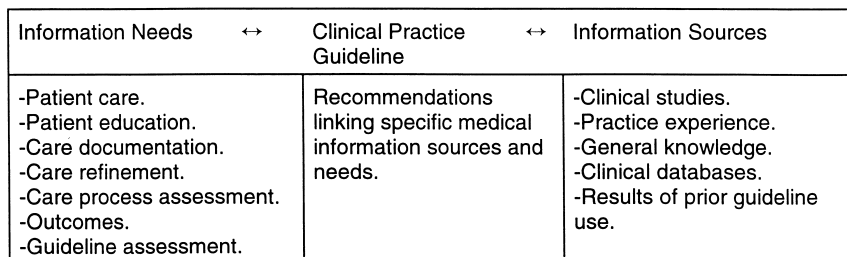 Information Needs ↔ Clinical Practice Guideline ↔ Information Sources
-Patient care.
-Patient education.
-Care documentation.
-Care refinement.
-Care process assessment.
-Outcomes.
-Guideline assessment.
Recommendations
linking specific medical
information sources and
needs.
-Clinical studies.
-Practice experience.
-General knowledge.
-Clinical databases.
-Results of prior guideline
use.